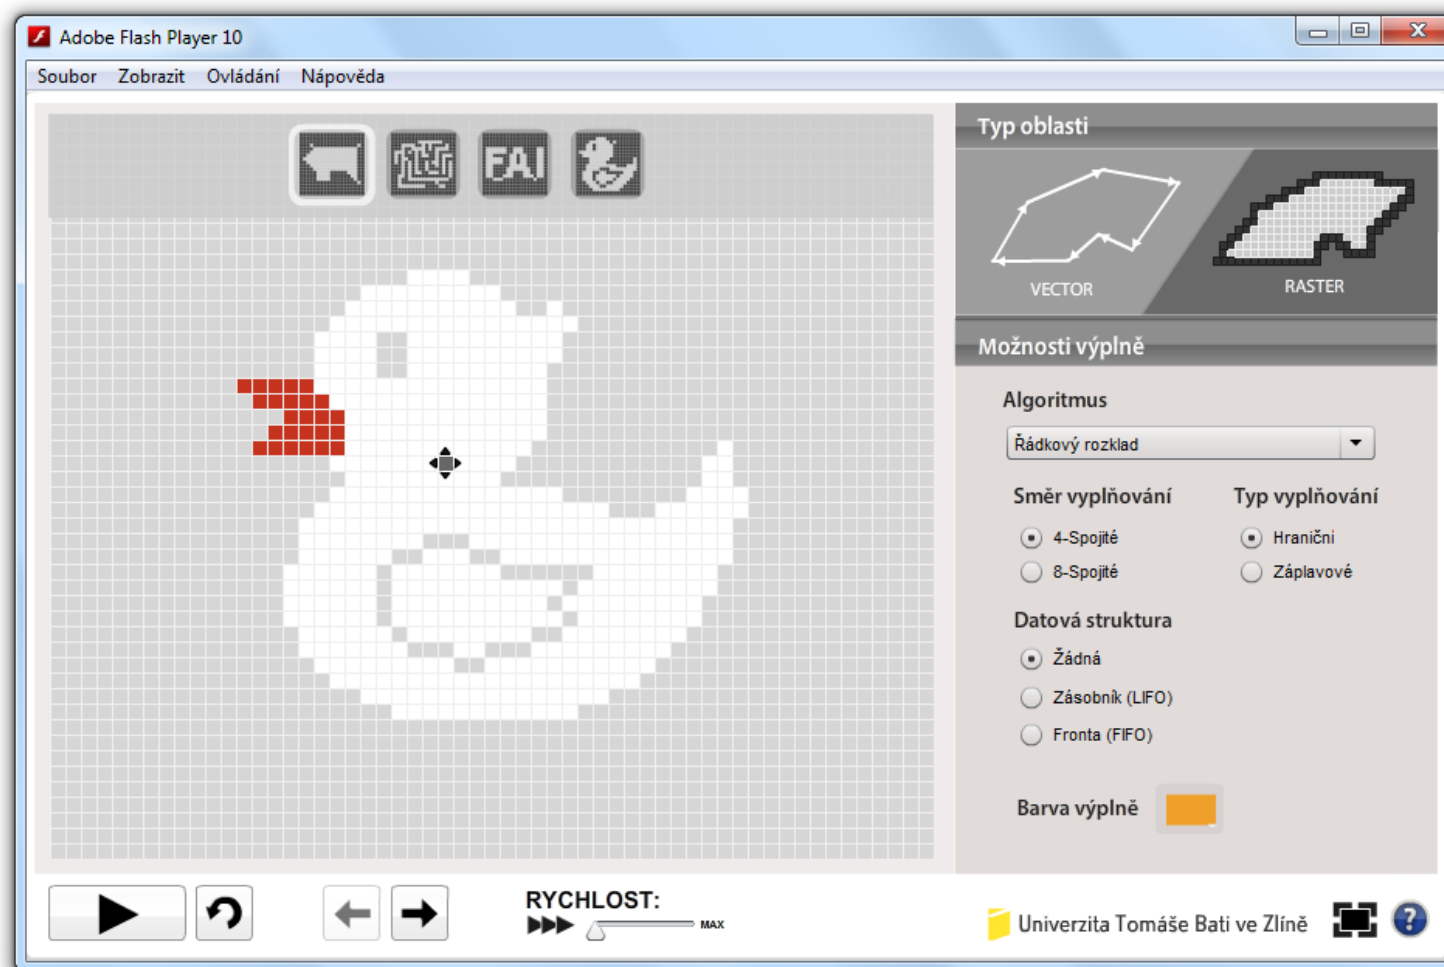 Adobe Flash Player 10
Soubor Zobrazit Ovládání Nápověda
FAI
Typ oblasti
VECTOR
RASTER
Možnosti výplně
Algoritmus
Řádkový rozklad
Směr vyplňování Typ vyplňování
4-Spojité Hraniční
8-Spojité Záplavové
Datová struktura
Žádná
Zásobník (LIFO)
Fronta (FIFO)
Barva výplně
RYCHLOST:
MAX
Univerzita Tomáše Bati ve Zlíně